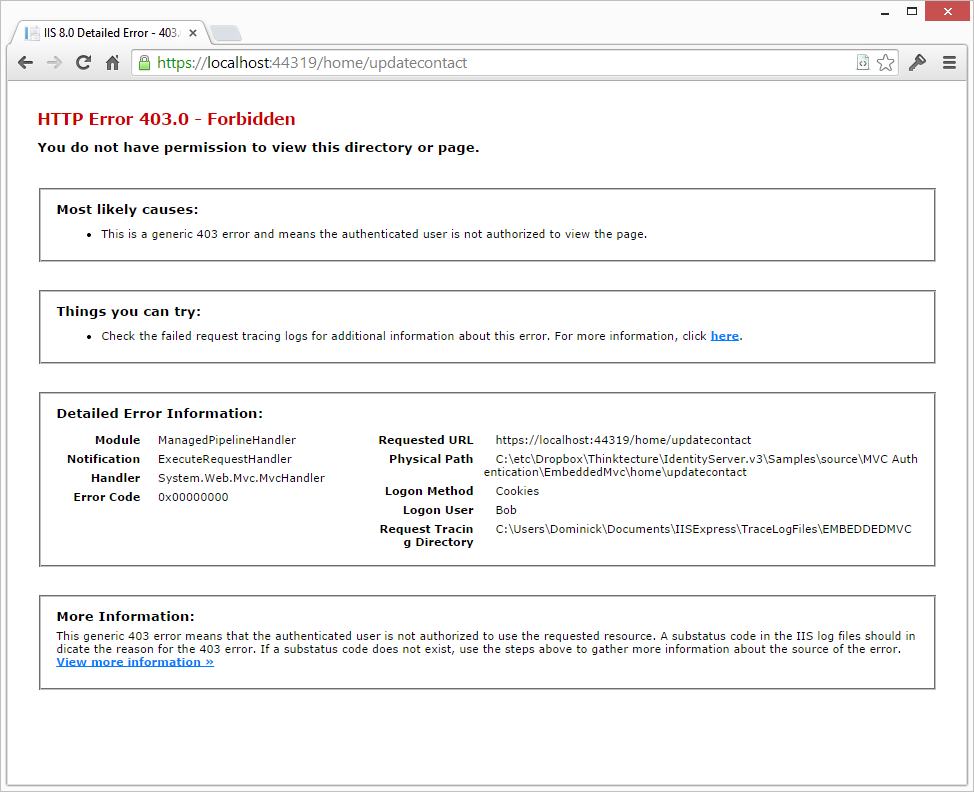 IIS 8.0 Detailed Error - 403.
https://localhost:44319/home/updatecontact
HTTP Error 403.0 - Forbidden
You do not have permission to view this directory or page.
Most likely causes:
This is a generic 403 error and means the authenticated user is not authorized to view the page.
Things you can try:
Check the failed request tracing logs for additional information about this error. For more information, click here.
Detailed Error Information:
Module ManagedPipelineHandler
Notification ExecuteRequestHandler
Handler System.Web.Mvc.MvcHandler
Error Code 0x00000000
Requested URL https://localhost:44319/home/updatecontact
Physical Path C:\etc\Dropbox\Thinktecture\IdentityServer.v3\Samples\source\MVC Auth
entication\EmbeddedMvc\home\updatecontact
Logon Method Cookies
Logon User Bob
Request Tracin C:\Users\Dominick\Documents\IISExpress\TraceLogFiles\EMBEDDEDMVC
g Directory
More Information:
This generic 403 error means that the authenticated user is not authorized to use the requested resource. A substatus code in the IIS log files should in
dicate the reason for the 403 error. If a substatus code does not exist, use the steps above to gather more information about the source of the error.
View more information »